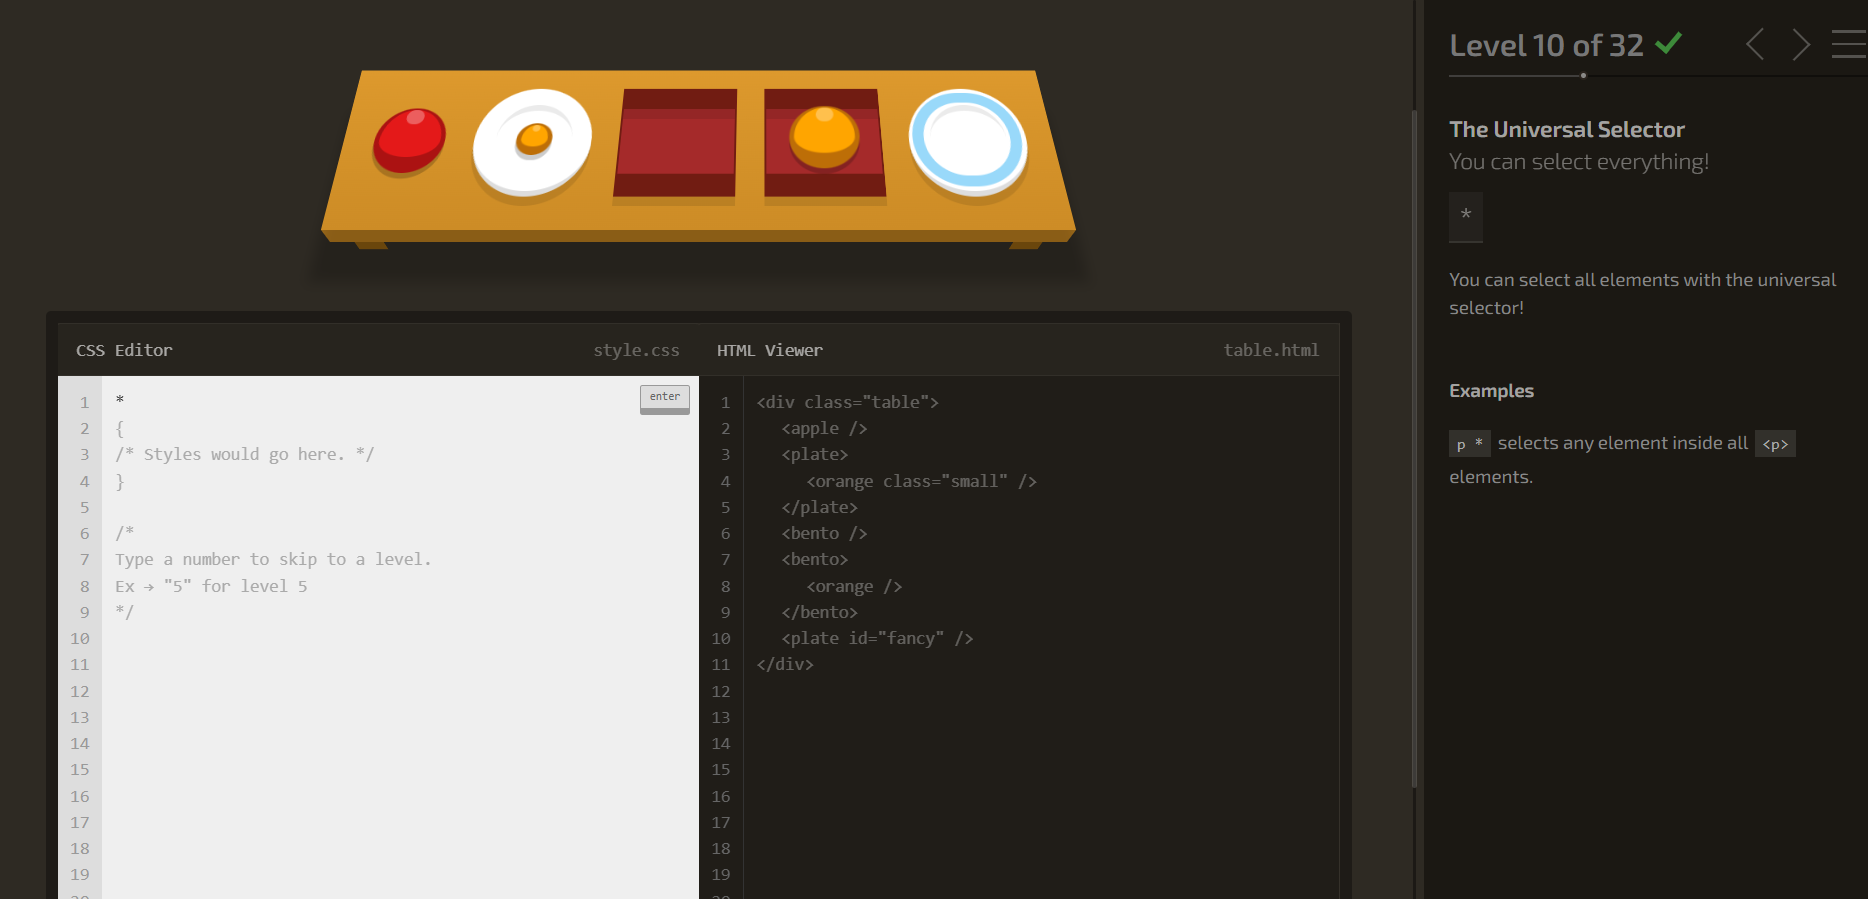 Level 10 of 32
The Universal Selector
You can select everything!
*
You can select all elements with the universal
selector!
Examples
p * selects any element inside all <p>
elements.
CSS Editor style.css
1 *
enter
2 {
3 /* Styles would go here. */
4 }
5
6 /*
7 Type a number to skip to a level.
8 Ex → "5" for level 5
9 */
10
11
12
13
14
15
16
17
18
19
HTML Viewer table.html
1 <div class="table">
2 <apple />
3 <plate>
4 <orange class="small" />
5 </plate>
6 <bento />
7 <bento>
8 <orange />
9 </bento>
10 <plate id="fancy" />
11 </div>
12
13
14
15
16
17
18
19